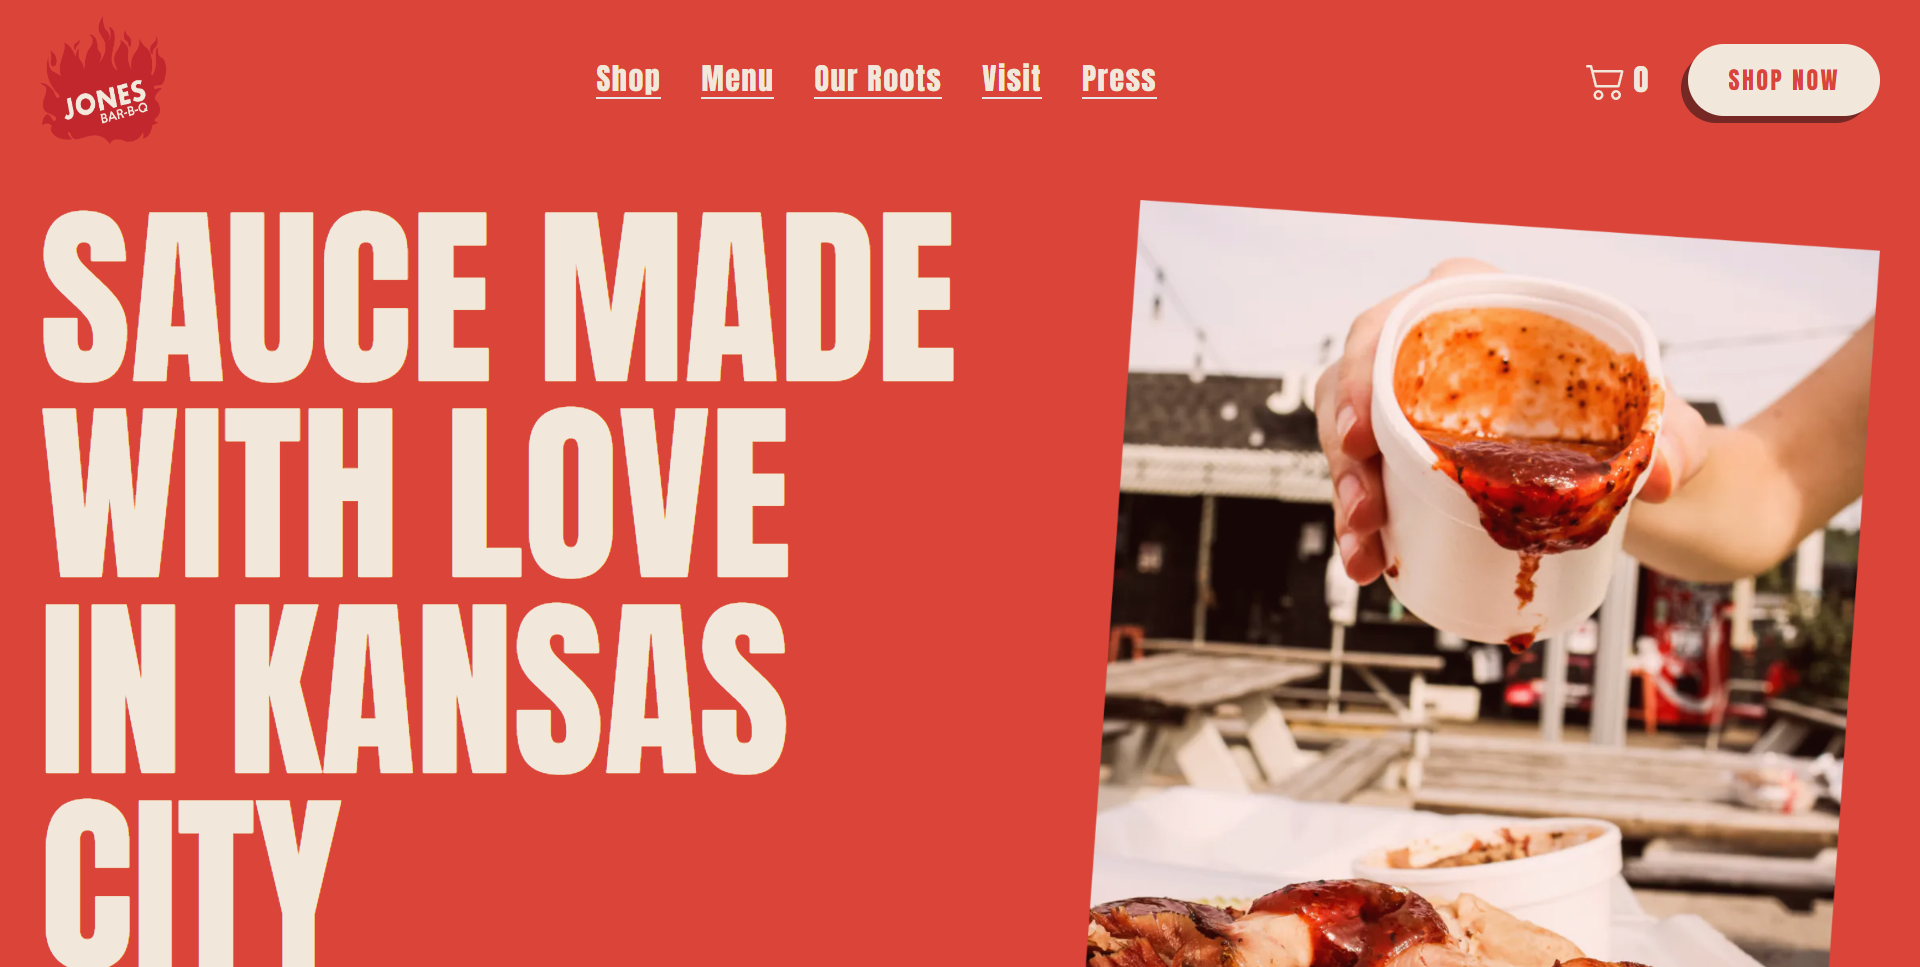 JONES
BAR-B-Q
Shop Menu Our Roots Visit Press
0
SHOP NOW
SAUCE MADE
WITH LOVE
IN KANSAS
CITY